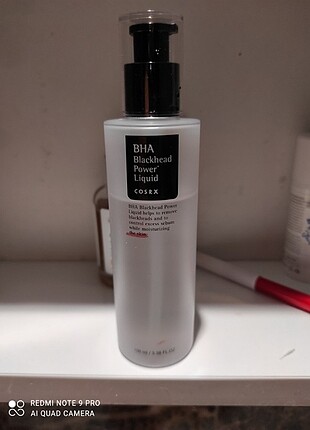 BHA
Blackhead
Power
Liquid
COSRX
BHA Blackhead Power
Liquid helps to remove
blackheads and to
control excess sebum
while moisturizing
the skin.
REDMI NOTE 9 PRO
AI QUAD CAMERA